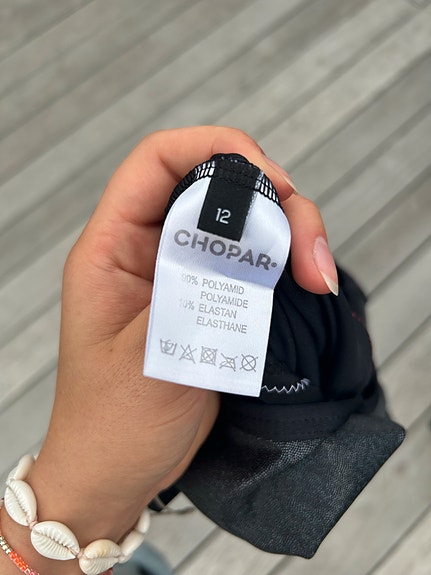 12
CHOPAR®
POLYAMID
POLYAMIDE
ELASTAN
ELASTHANE